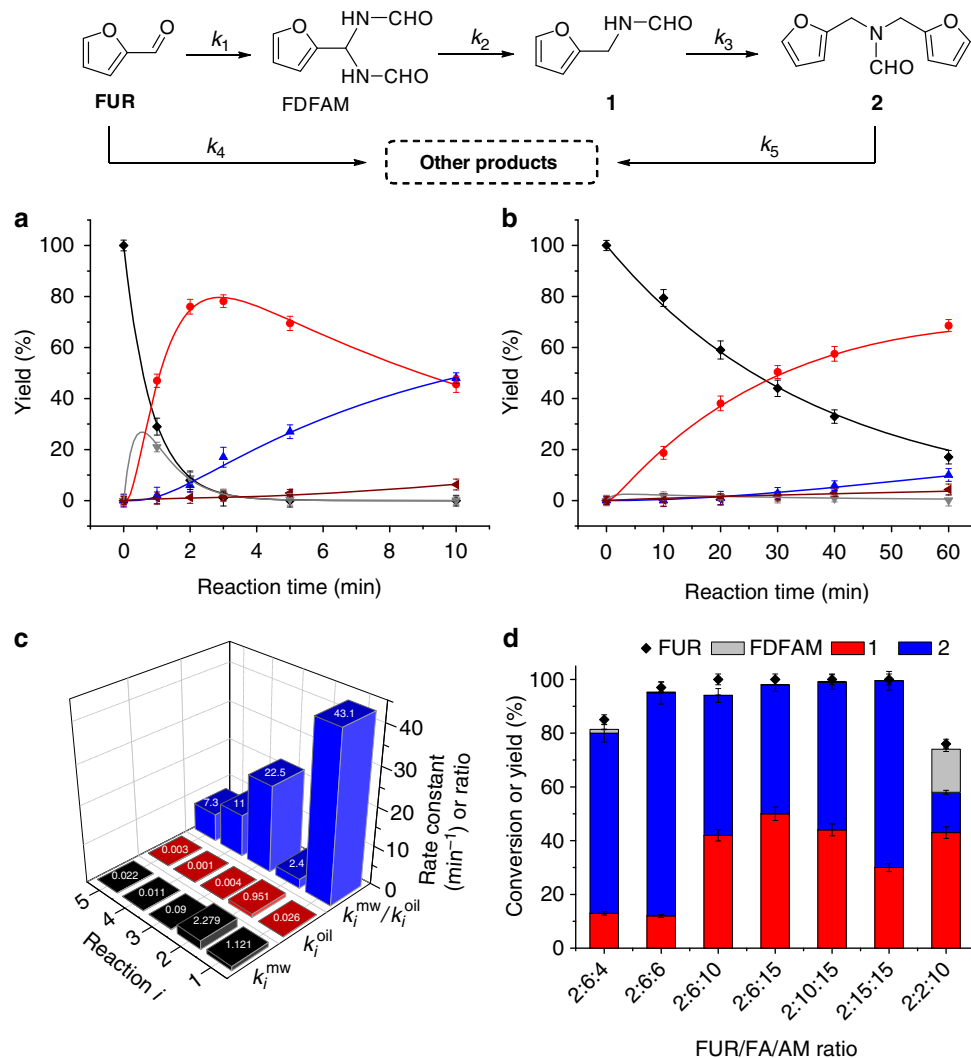 k1
k2
k3
O
O
O
HN–CHO
HN–CHO
O
HN–CHO
O
N
O
CHO
FUR
FDFAM
1
2
k4
Other products
k5
a
100
80
60
40
20
0
Yield (%)
0
2
4
6
8
10
Reaction time (min)
b
100
80
60
40
20
0
Yield (%)
0
10
20
30
40
50
60
Reaction time (min)
c
43.1
22.5
11
7.3
2.4
0.003
0.001
0.004
0.951
0.026
0.022
0.011
0.09
2.279
1.121
40
30
20
10
0
Rate constant
(min−1) or ratio
5
4
3
2
1
Reaction i
kimw
kioil
kimw/kioil
d
FUR FDFAM 1 2
100
80
60
40
20
0
Conversion or yield (%)
2:6:4
2:6:6
2:6:10
2:6:15
2:10:15
2:15:15
2:2:10
FUR/FA/AM ratio